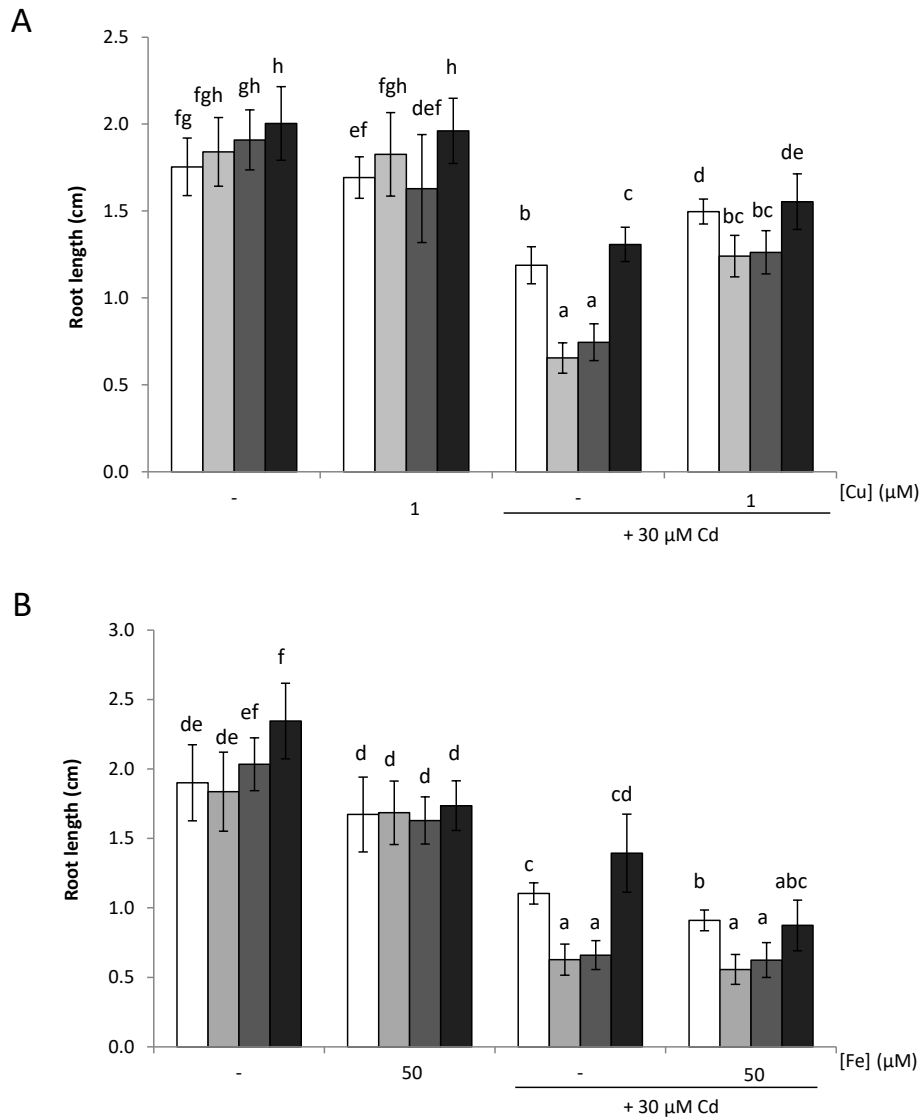 A
2.5
2.0
1.5
1.0
0.5
0.0
Root length (cm)
fg fgh gh h
ef fgh def h
b a a c
d bc bc de
- 1 - 1 [Cu] (µM)
+ 30 µM Cd
B
3.0
2.5
2.0
1.5
1.0
0.5
0.0
Root length (cm)
de de ef f
d d d d
c a a cd
b a a abc
- 50 - 50 [Fe] (µM)
+ 30 µM Cd